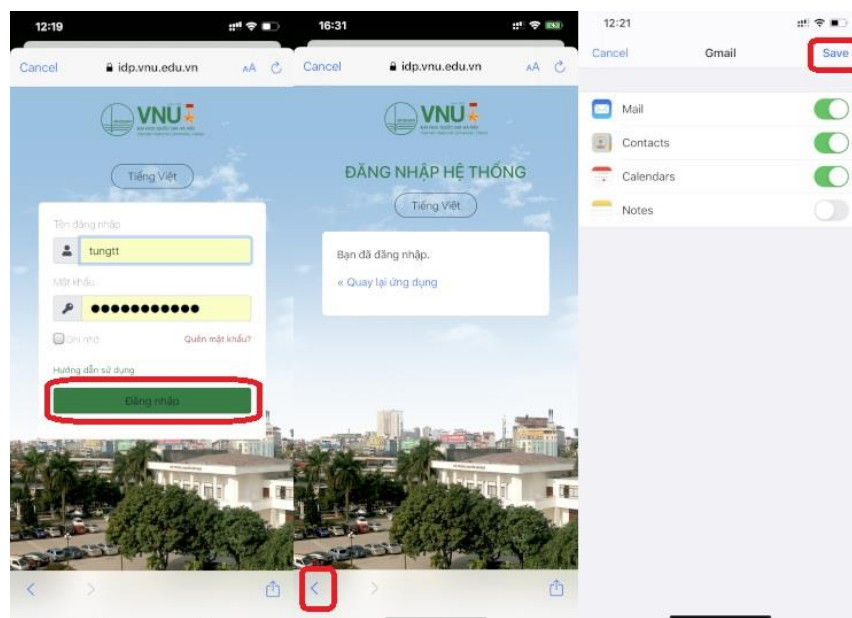 12:19
Cancel
idp.vnu.edu.vn
AA
VNU
Tiếng Việt
Tên đăng nhập
tungtt
Mật khẩu
Ghi nhớ
Quên mật khẩu?
Hướng dẫn sử dụng
Đăng nhập
16:31
Cancel
idp.vnu.edu.vn
AA
VNU
ĐĂNG NHẬP HỆ THỐNG
Tiếng Việt
Bạn đã đăng nhập.
« Quay lại ứng dụng
12:21
Cancel
Gmail
Save
Mail
Contacts
Calendars
Notes